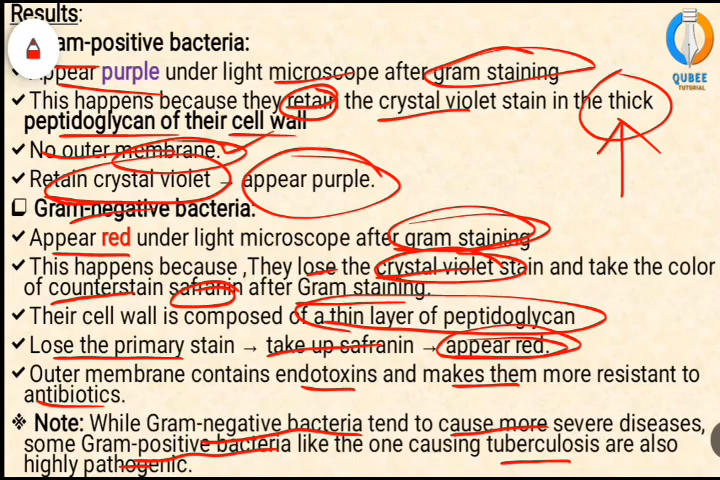 Results:
am-positive bacteria:
✓Appear purple under light microscope after gram staining
✓This happens because they retain the crystal violet stain in the thick
peptidoglycan of their cell wall
✓No outer membrane.
✓Retain crystal violet → appear purple.
❑ Gram-negative bacteria:
✓Appear red under light microscope after gram staining
✓This happens because ,They lose the crystal violet stain and take the color
of counterstain safranin after Gram staining.
✓Their cell wall is composed of a thin layer of peptidoglycan
✓Lose the primary stain → take up safranin → appear red.
✓Outer membrane contains endotoxins and makes them more resistant to
antibiotics.
❖ Note: While Gram-negative bacteria tend to cause more severe diseases,
some Gram-positive bacteria like the one causing tuberculosis are also
highly pathogenic.
QUBEE
TUTORIAL